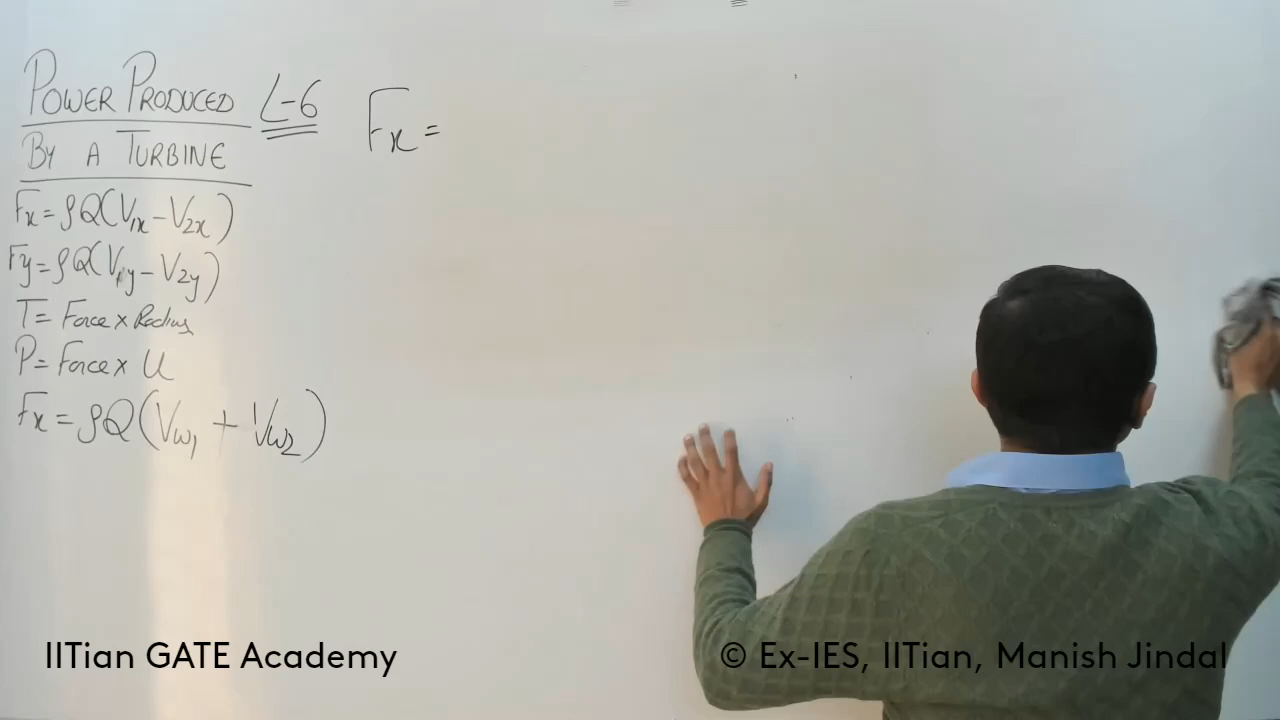 POWER PRODUCED L-6
BY A TURBINE
Fx =
Fx = ρQ(V1x - V2x)
Fy = ρQ(V1y - V2y)
T = Force × Radius
P = Force × U
Fx = ρQ(Vw1 + Vw2)
IITian GATE Academy
© Ex-IES, IITian, Manish Jindal